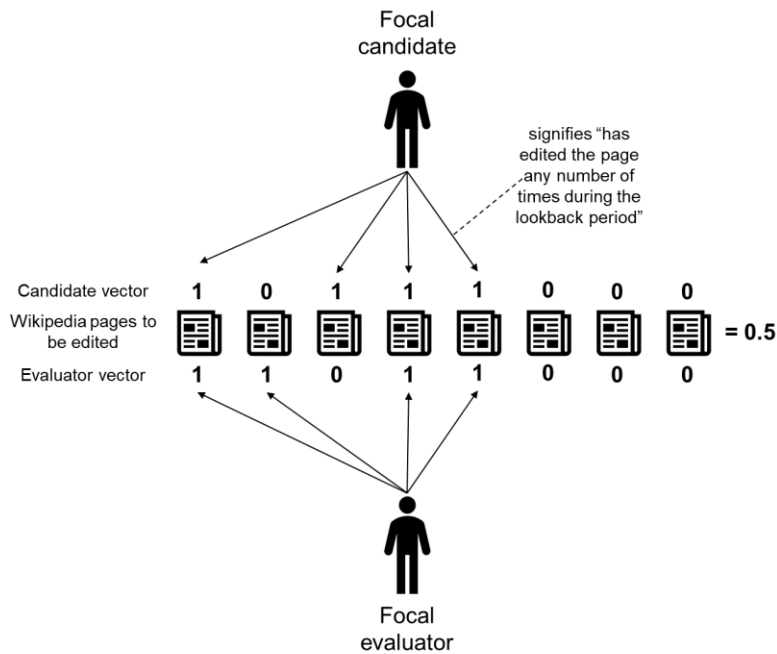 Focal
candidate
signifies “has
edited the page
any number of
times during the
lookback period”
Candidate vector 1 0 1 1 1 0 0 0
Wikipedia pages to
be edited
= 0.5
Evaluator vector 1 1 0 1 1 0 0 0
Focal
evaluator